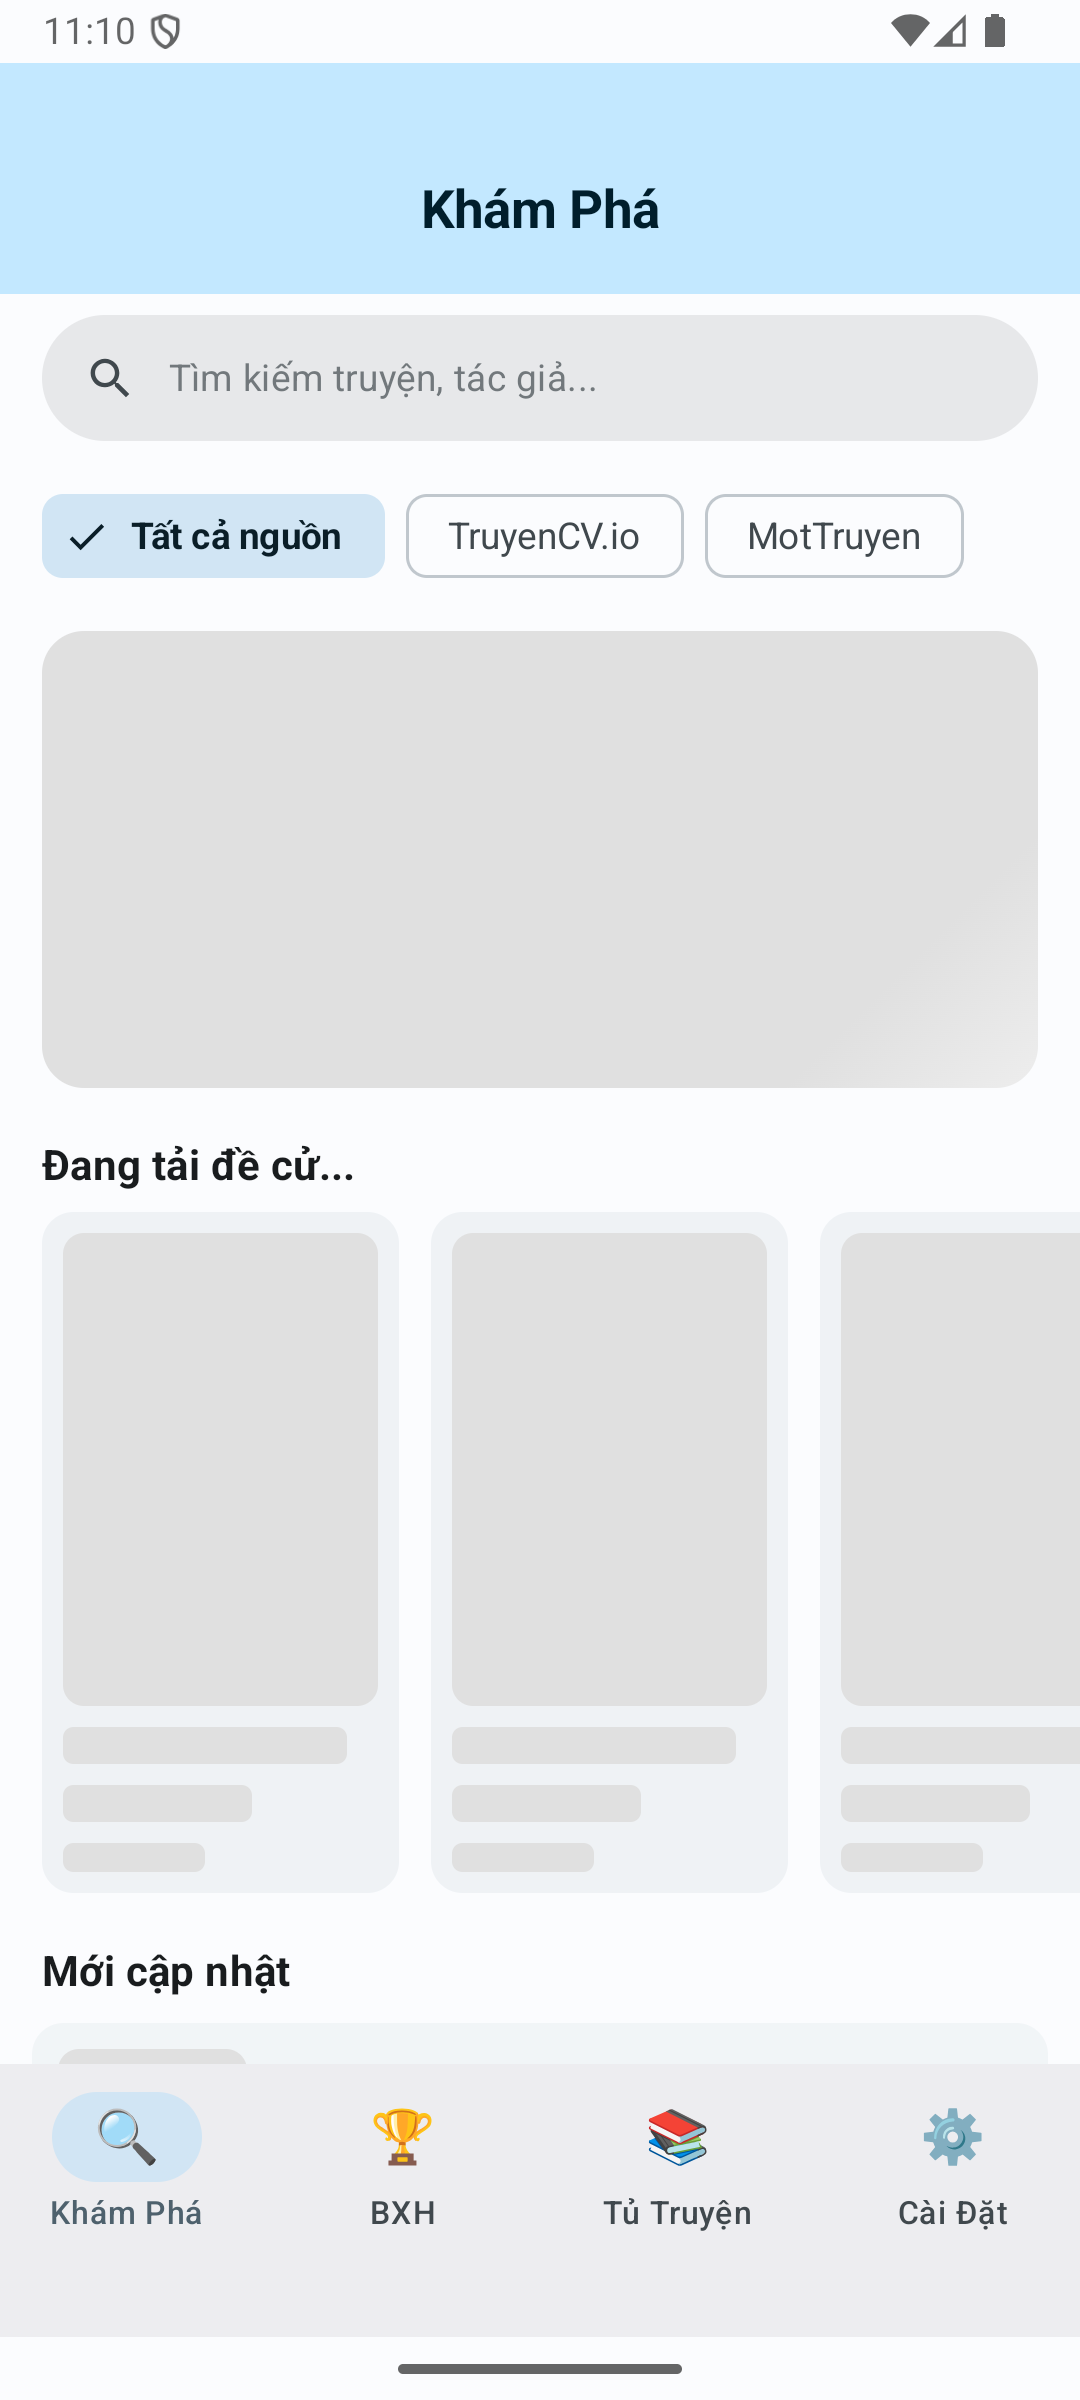 11:10
Khám Phá
Tìm kiếm truyện, tác giả...
Tất cả nguồn
TruyenCV.io
MotTruyen
Đang tải đề cử...
Mới cập nhật
Khám Phá
BXH
Tủ Truyện
Cài Đặt